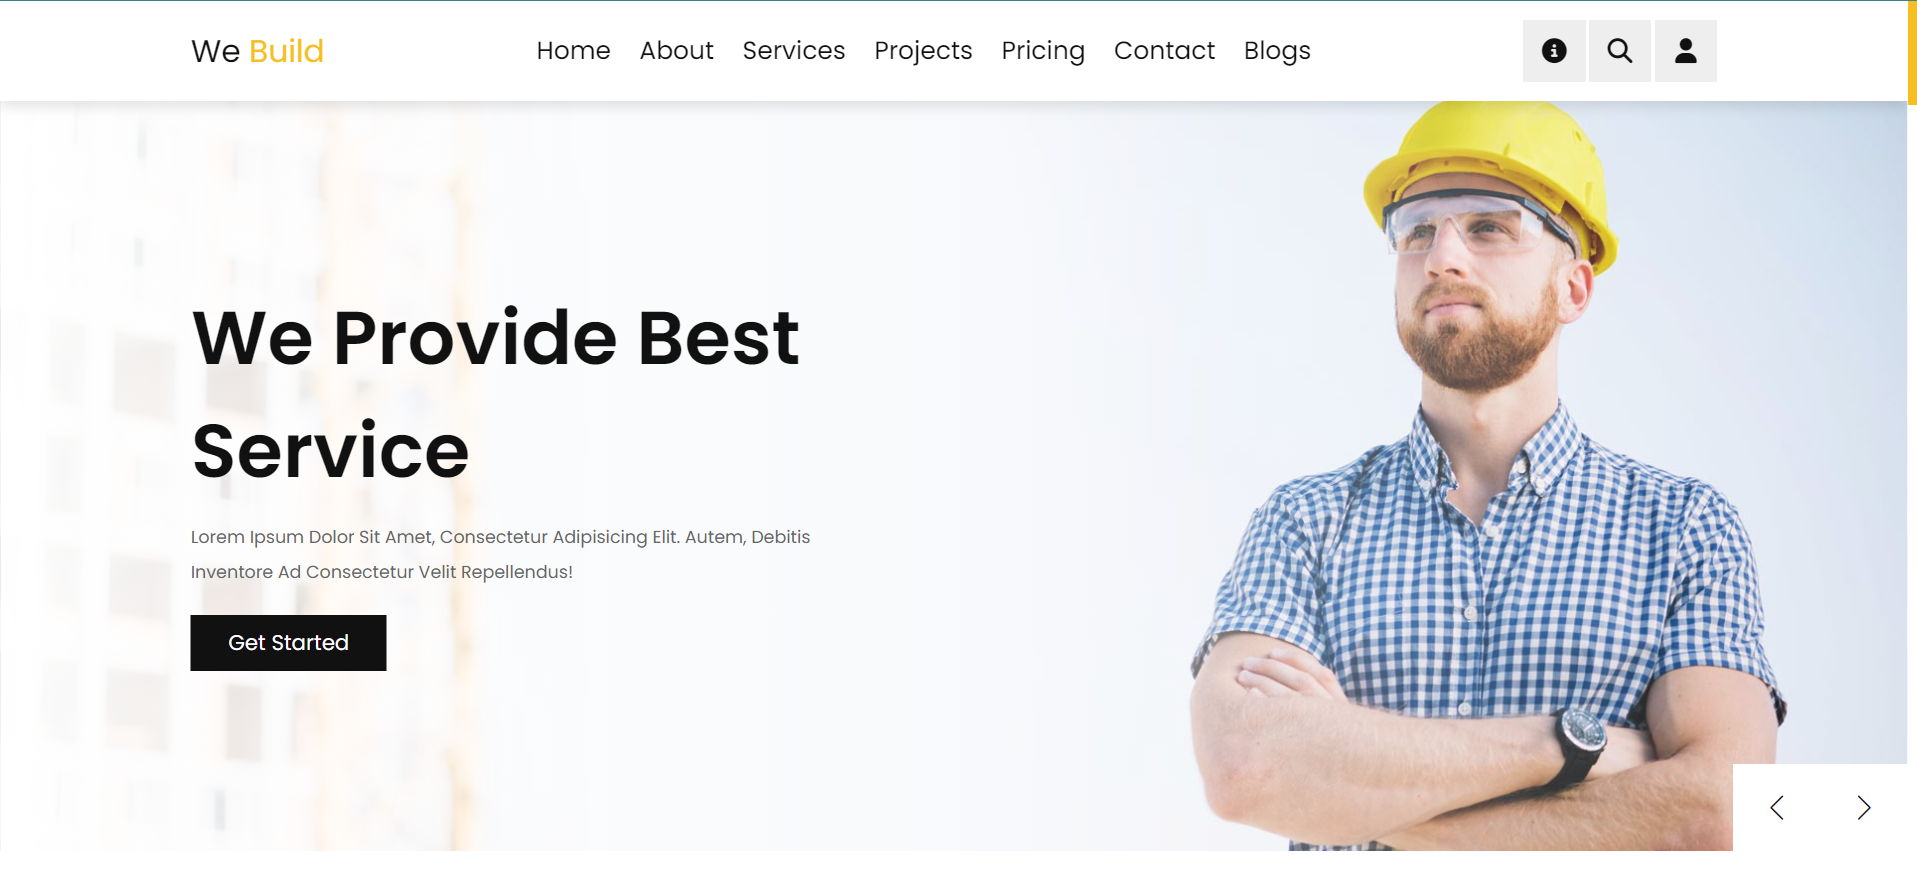 We Build
Home About Services Projects Pricing Contact Blogs
We Provide Best
Service
Lorem Ipsum Dolor Sit Amet, Consectetur Adipisicing Elit. Autem, Debitis
Inventore Ad Consectetur Velit Repellendus!
Get Started